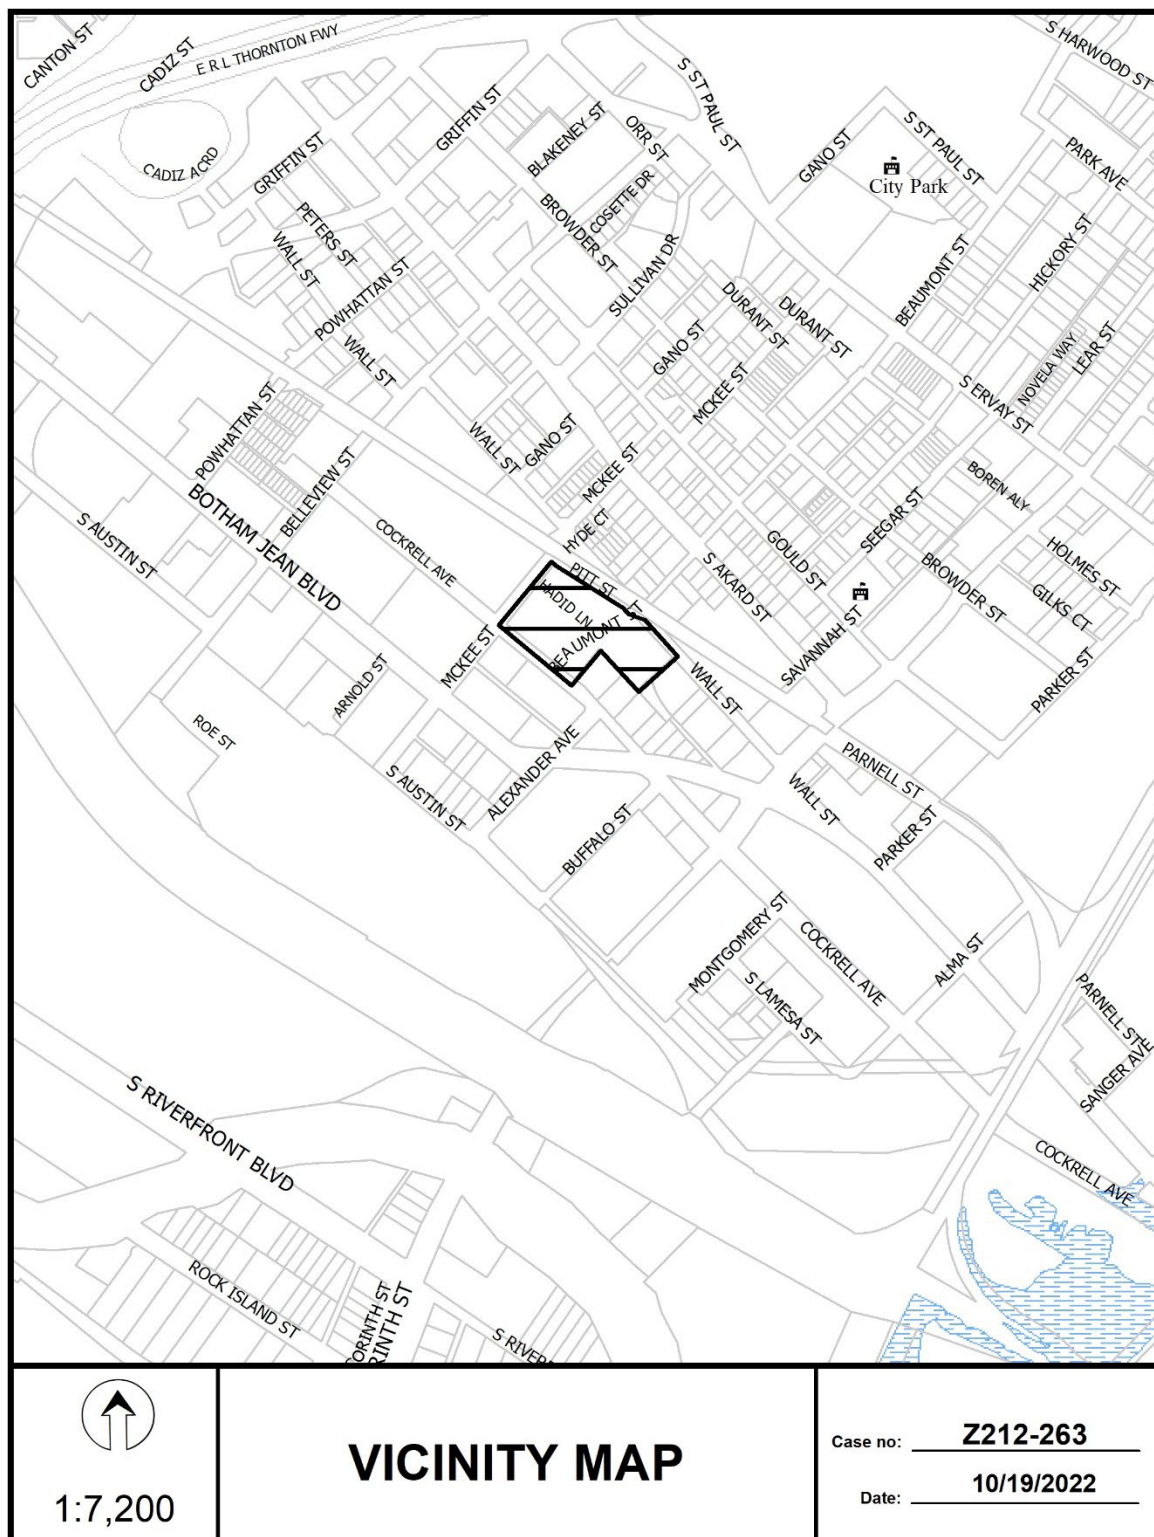 CANTON ST
CADIZ ST
E R L THORNTON FWY
S HARWOOD ST
S ST PAUL ST
GRIFFIN ST
BLAKENEY ST
ORR ST
GANO ST
S ST PAUL ST
PARK AVE
City Park
CADIZ ACRD
GRIFFIN ST
COSETTE DR
BROWDER ST
PETERS ST
WALL ST
SULLIVAN DR
HICKORY ST
BEAUMONT ST
POWHATTAN ST
DURANT ST
DURANT ST
GANO ST
WALL ST
NOVELA WAY
LEAR ST
MCKEE ST
S ERVAY ST
POWHATTAN ST
WALL ST
GANO ST
MCKEE ST
BELLEVIEW ST
BOREN ALY
BOTHAM JEAN BLVD
S AUSTIN ST
COCKRELL AVE
HYDE CT
SEEGAR ST
GOULD ST
HOLMES ST
S AKARD ST
BROWDER ST
GILKS CT
PITT ST
HADID LN
ST
BEAUMONT
SAVANNAH ST
MCKEE ST
ARNOLD ST
WALL ST
PARKER ST
ROE ST
ALEXANDER AVE
S AUSTIN ST
PARNELL ST
WALL ST
BUFFALO ST
PARKER ST
MONTGOMERY ST
COCKRELL AVE
ALMA ST
S LAMESA ST
PARNELL ST
SANGER AVE
S RIVERFRONT BLVD
COCKRELL AVE
ROCK ISLAND ST
CORINTH ST
RINTH ST
S RIVER
1:7,200
VICINITY MAP
Case no: Z212-263
Date: 10/19/2022